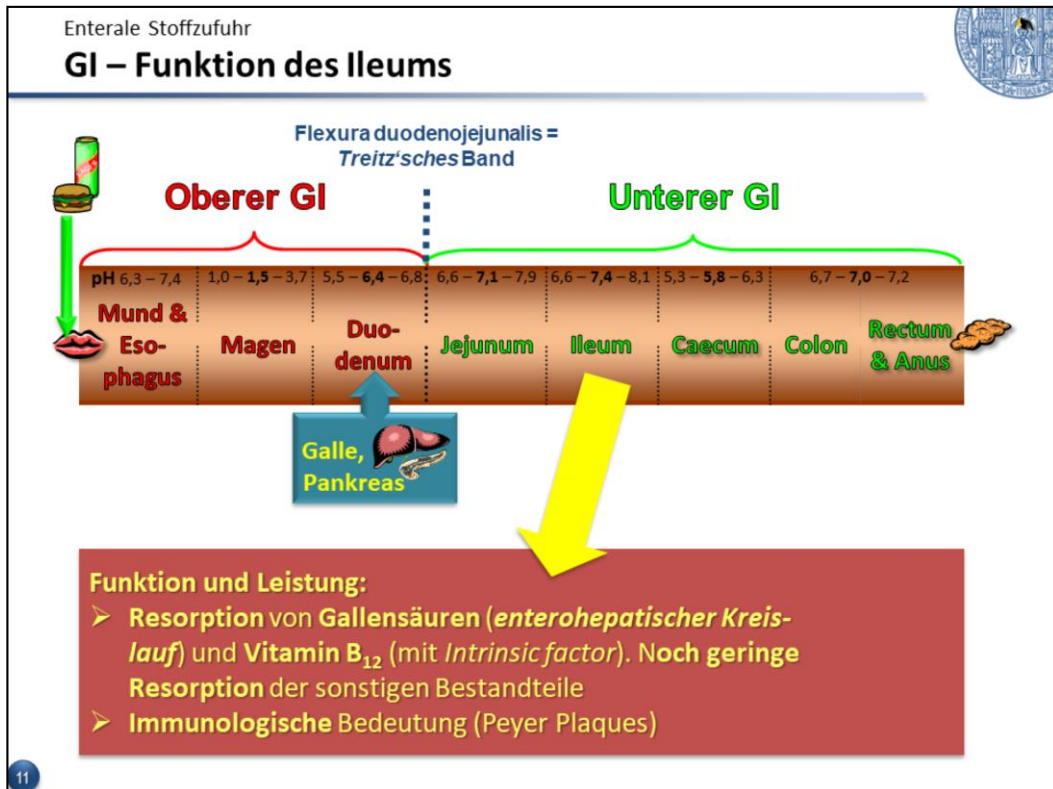 Enterale Stoffzufuhr
GI – Funktion des Ileums
Flexura duodenojejunalis =
Treitz‘sches Band
Oberer GI
Unterer GI
pH 6,3 – 7,4
1,0 – 1,5 – 3,7
5,5 – 6,4 – 6,8
6,6 – 7,1 – 7,9
6,6 – 7,4 – 8,1
5,3 – 5,8 – 6,3
6,7 – 7,0 – 7,2
Mund &
Eso-
phagus
Magen
Duo-
denum
Jejunum
Ileum
Caecum
Colon
Rectum
& Anus
Galle,
Pankreas
Funktion und Leistung:
➢ Resorption von Gallensäuren (enterohepatischer Kreis-
lauf) und Vitamin B₁₂ (mit Intrinsic factor). Noch geringe
Resorption der sonstigen Bestandteile
➢ Immunologische Bedeutung (Peyer Plaques)
11